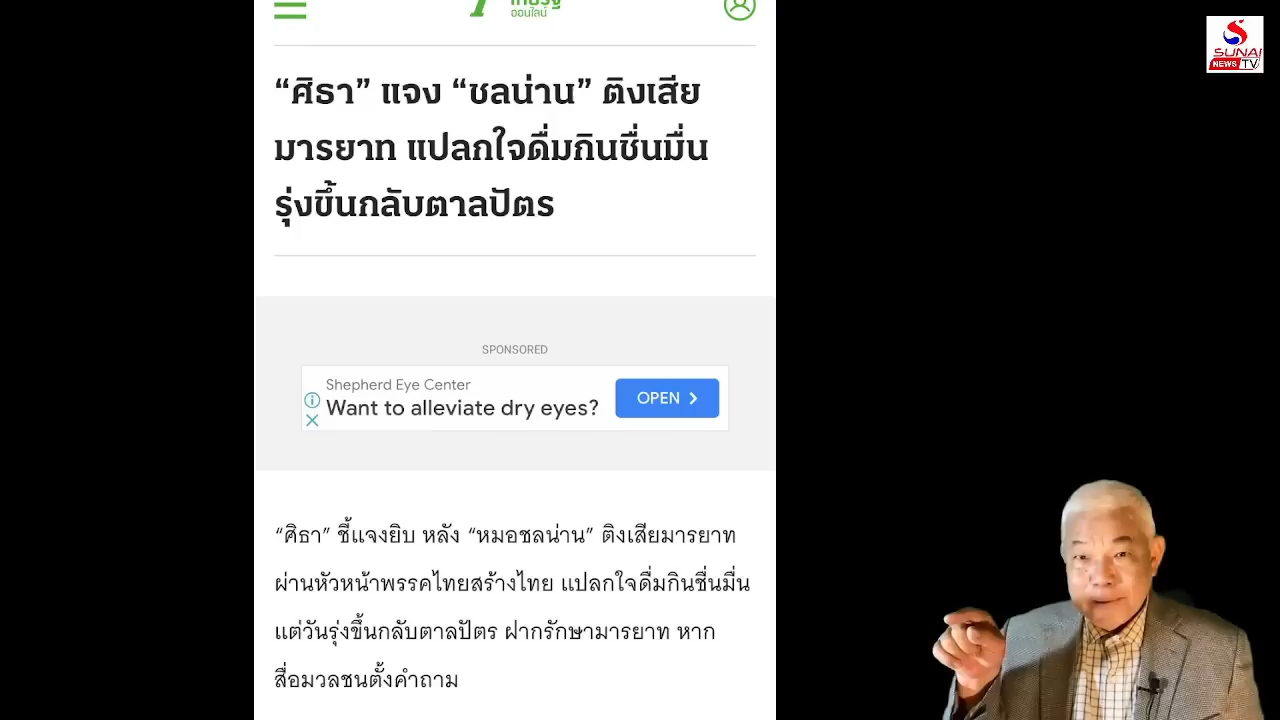 ไทยรัฐ
ออนไลน์
SUNAI
NEWS TV
“ศิธา” แจง “ชลน่าน” ติงเสีย
มารยาท แปลกใจดื่มกินชื่นมื่น
รุ่งขึ้นกลับตาลปัตร
SPONSORED
Shepherd Eye Center
Want to alleviate dry eyes?
OPEN
“ศิธา” ชี้แจงยิบ หลัง “หมอชลน่าน” ติงเสียมารยาท
ผ่านหัวหน้าพรรคไทยสร้างไทย แปลกใจดื่มกินชื่นมื่น
แต่วันรุ่งขึ้นกลับตาลปัตร ฝากรักษามารยาท หาก
สื่อมวลชนตั้งคำถาม